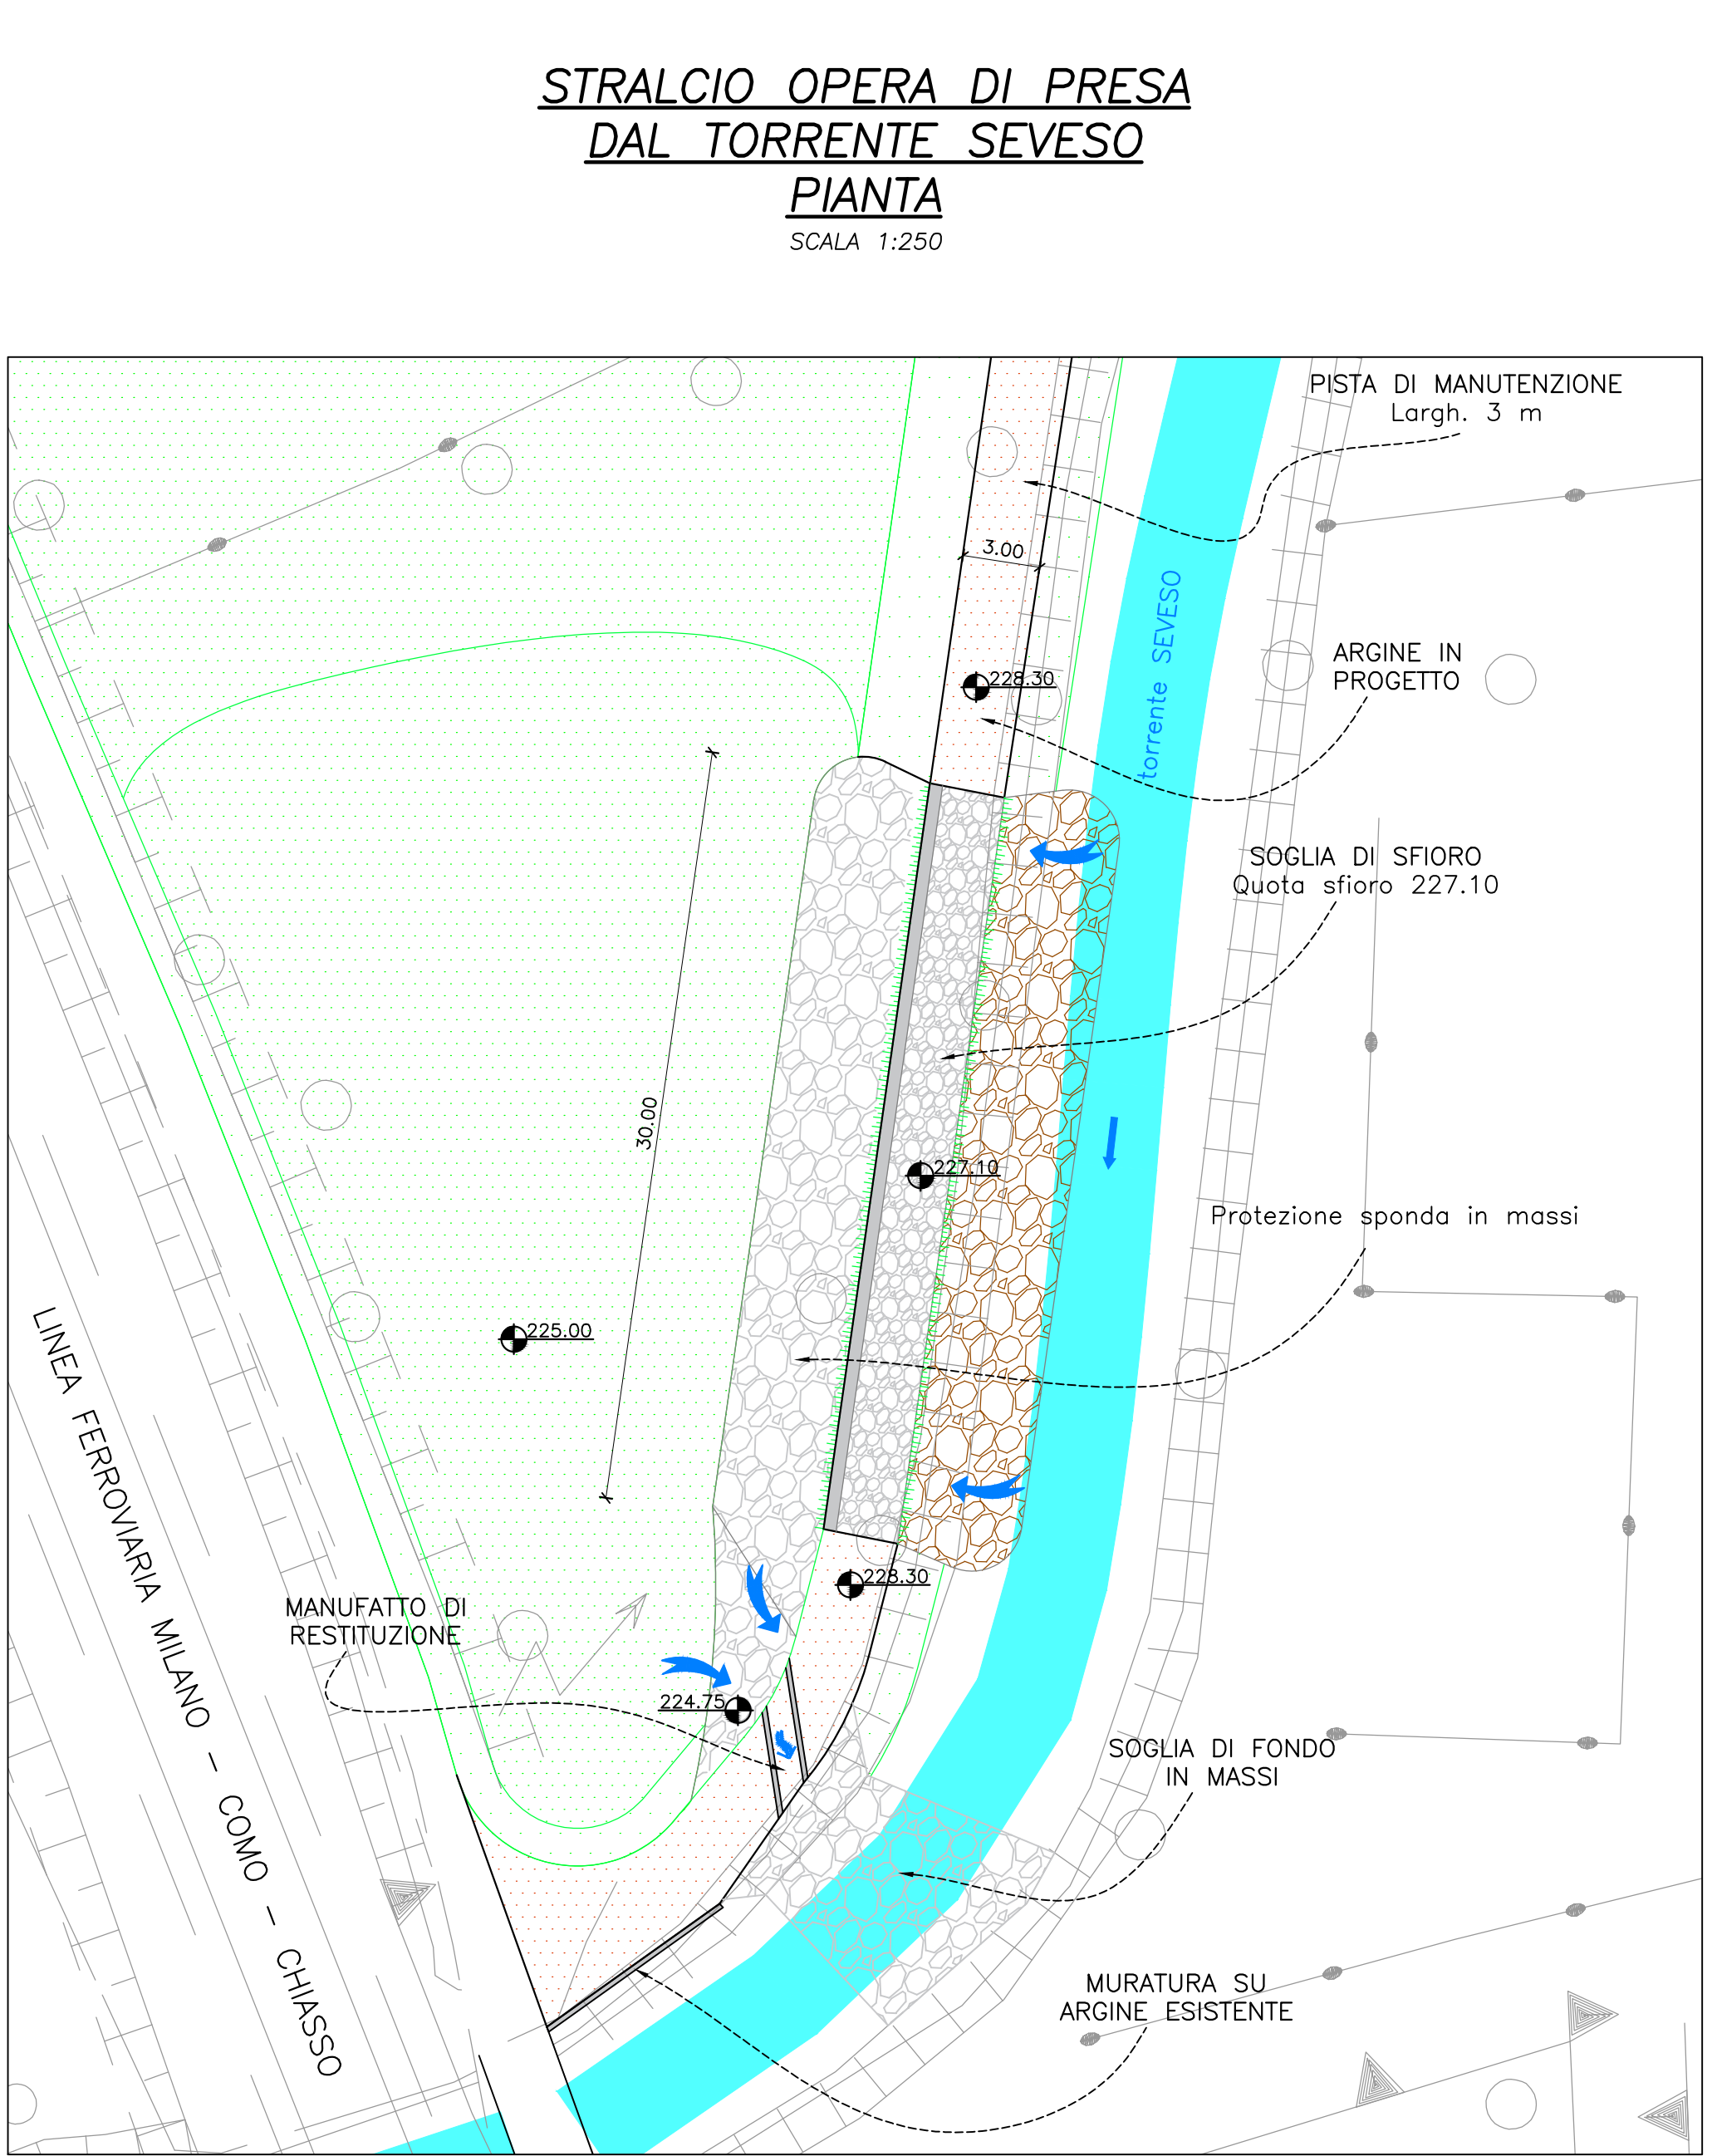 STRALCIO OPERA DI PRESA
DAL TORRENTE SEVESO
PIANTA
SCALA 1:250
PISTA DI MANUTENZIONE
Largh. 3 m
3.00
torrente SEVESO
ARGINE IN
PROGETTO
228.30
SOGLIA DI SFIORO
Quota sfioro 227.10
30.00
227.10
Protezione sponda in massi
225.00
LINEA FERROVIARIA MILANO - COMO - CHIASSO
228.30
MANUFATTO DI
RESTITUZIONE
224.75
SOGLIA DI FONDO
IN MASSI
MURATURA SU
ARGINE ESISTENTE